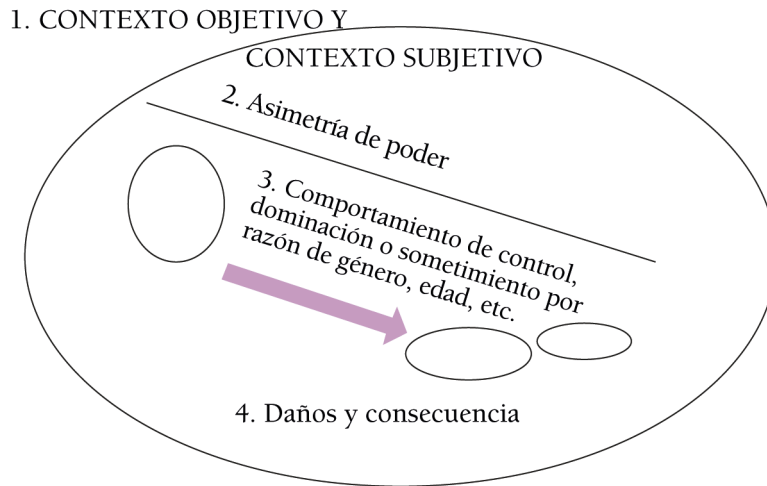 1. CONTEXTO OBJETIVO Y
CONTEXTO SUBJETIVO
2. Asimetría de poder
3. Comportamiento de control,
dominación o sometimiento por
razón de género, edad, etc.
4. Daños y consecuencia